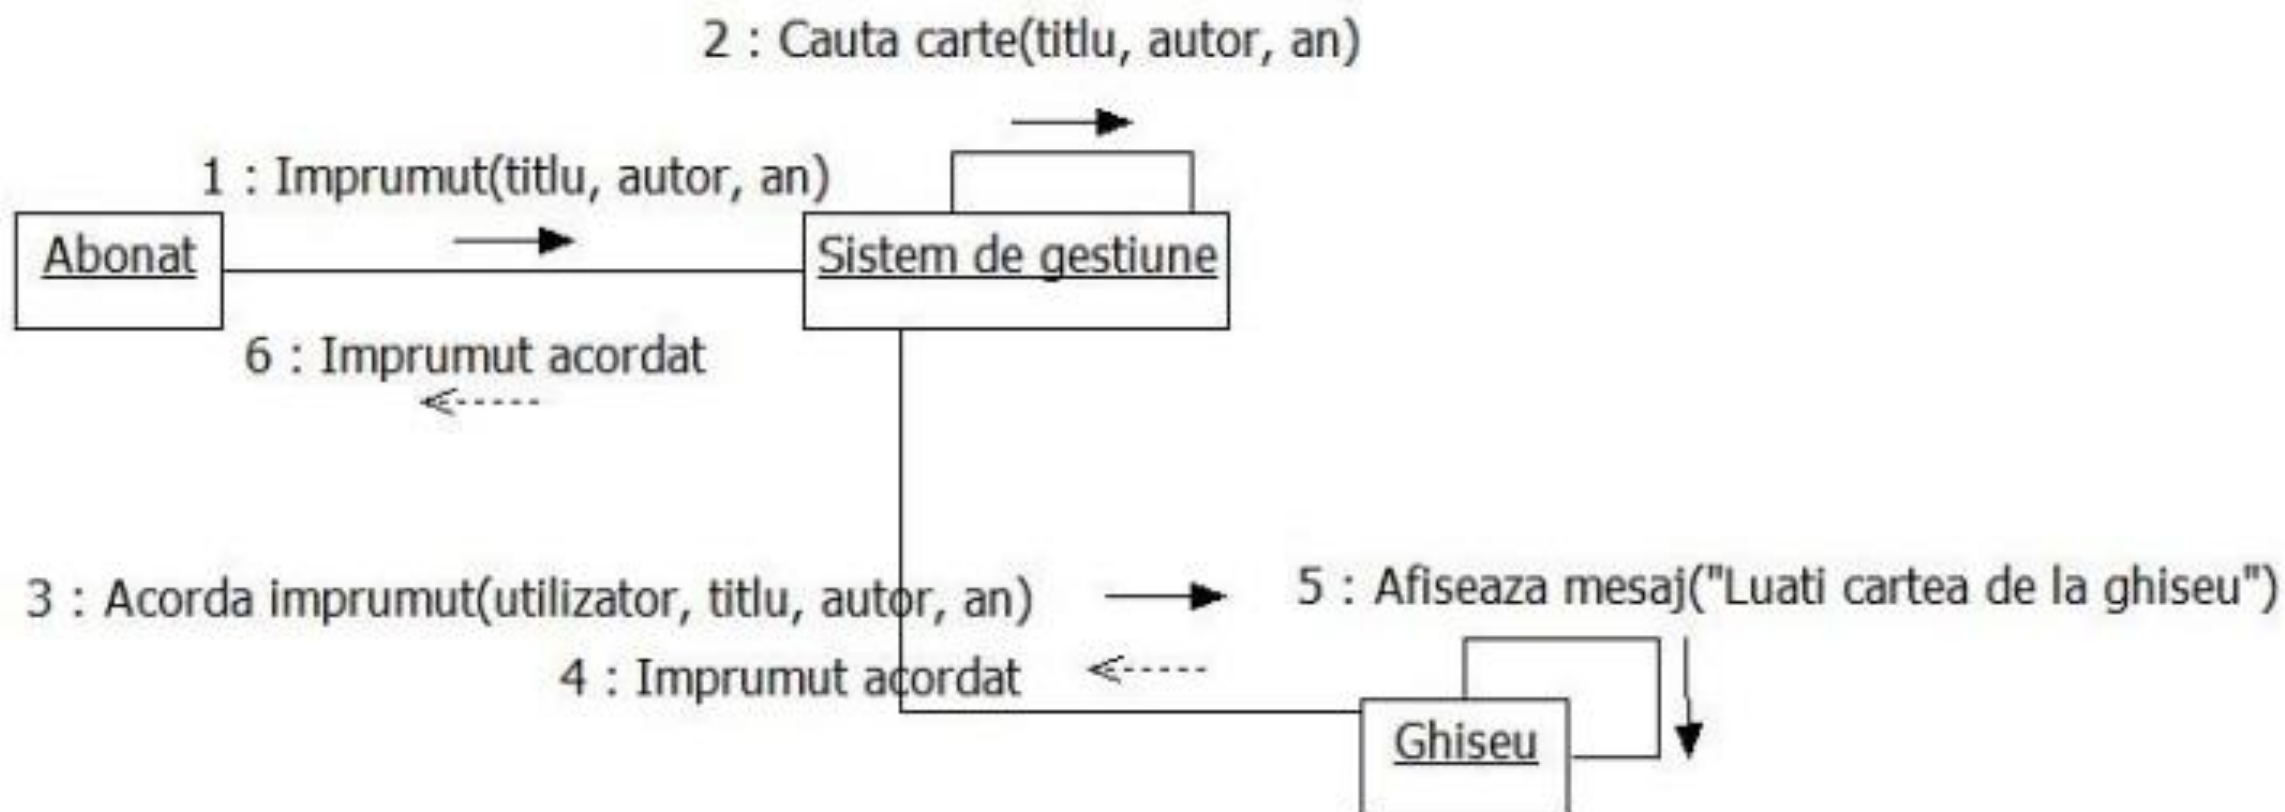 2 : Cauta carte(titlu, autor, an)
1 : Imprumut(titlu, autor, an)
Abonat
Sistem de gestiune
6 : Imprumut acordat
3 : Acorda imprumut(utilizator, titlu, autor, an)
5 : Afiseaza mesaj("Luati cartea de la ghiseu")
4 : Imprumut acordat
Ghiseu